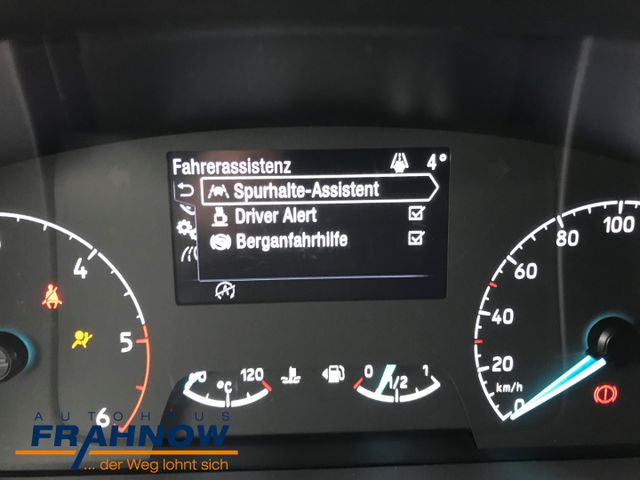 Fahrerassistenz 4°
Spurhalte-Assistent
Driver Alert
Berganfahrhilfe
4
5
6
120
°C
0 1/2 1
0
20
40
60
80
100
km/h
AUTOHAUS
FRAHNOW
... der Weg lohnt sich